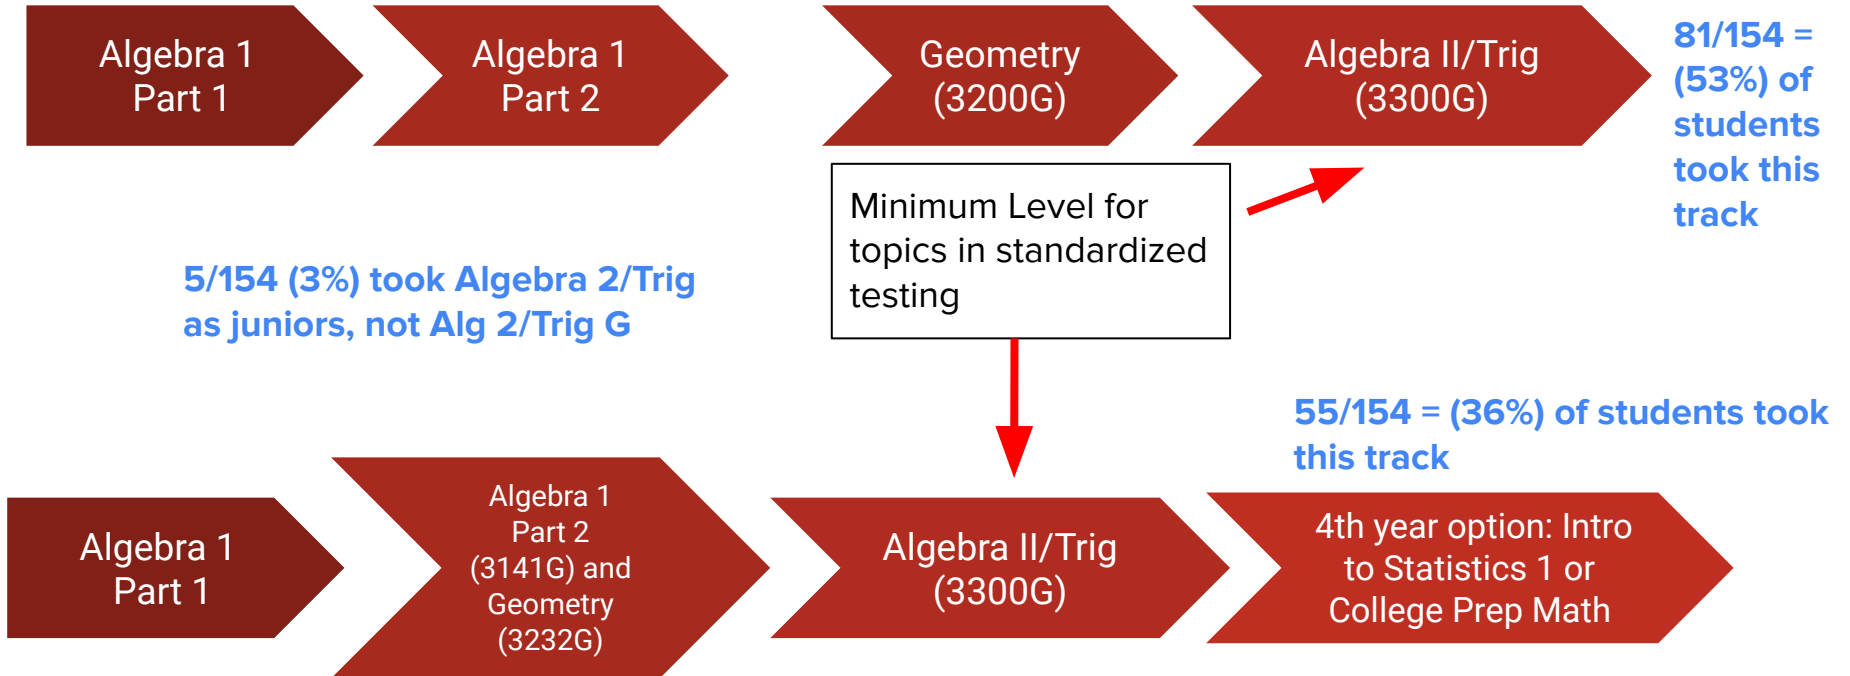 Algebra 1
Part 1
Algebra 1
Part 2
Geometry
(3200G)
Algebra II/Trig
(3300G)
81/154 =
(53%) of
students
took this
track
Minimum Level for
topics in standardized
testing
5/154 (3%) took Algebra 2/Trig
as juniors, not Alg 2/Trig G
55/154 = (36%) of students took
this track
Algebra 1
Part 1
Algebra 1
Part 2
(3141G) and
Geometry
(3232G)
Algebra II/Trig
(3300G)
4th year option: Intro
to Statistics 1 or
College Prep Math